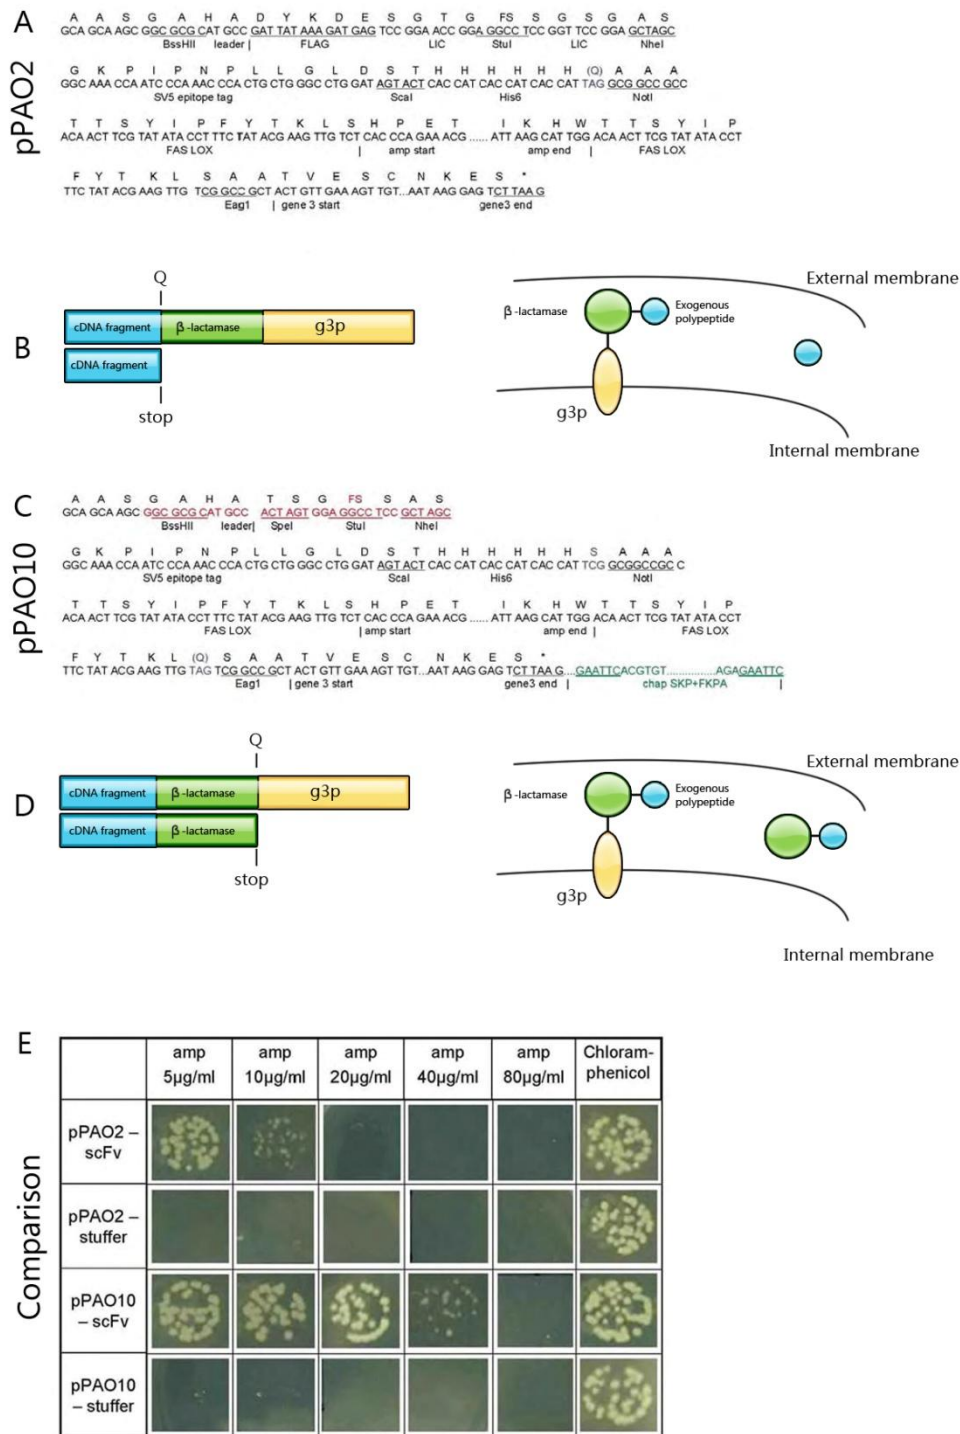 A
pPAO2
A A S G A H A D Y K D E S G T G FS S G S G A S
GCA GCA AGC GGC GCG CAT GCC GAT TAT AAA GAT GAG TCC GGA ACC GGA GGCC TCC GGT TCC GGA GCTAGC
BssHII leader | FLAG LIC StuI LIC NheI
G K P I P N P L L G L D S T H H H H H H (Q) A A A
GGC AAA CCA ATC CCA AAC CCA CTG CTG GGC CTG GAT AGT ACT CAC CAT CAC CAT CAC CAT TAG GCG GCC GCC
SV5 epitope tag ScaI His6 NotI
T T S Y I P F Y T K L S H P E T I K H W T T S Y I P
ACA ACT TCG TAT ATA CCT TTC TAT ACG AAG TTG TCT CAC CCA GAA ACG ...... ATT AAG CAT TGG ACA ACT TCG TAT ATA CCT
FAS LOX | amp start amp end | FAS LOX
F Y T K L S A A T V E S C N K E S *
TTC TAT ACG AAG TTG TCG GCC GCT ACT GTT GAA AGT TGT...AAT AAG GAG TCT TAA G
Eag1 | gene 3 start gene3 end
B
Q
cDNA fragment β-lactamase g3p
cDNA fragment
stop
External membrane
β-lactamase
Exogenous
polypeptide
g3p
Internal membrane
C
pPAO10
A A S G A H A T S G FS S A S
GCA GCA AGC GGC GCG CAT GCC ACT AGT GGA GGCC TCC GCT AGC
BssHII leader| SpeI StuI NheI
G K P I P N P L L G L D S T H H H H H H S A A A
GGC AAA CCA ATC CCA AAC CCA CTG CTG GGC CTG GAT AGT ACT CAC CAT CAC CAT CAC CAT TCG GCGGCCGC C
SV5 epitope tag ScaI His6 NotI
T T S Y I P F Y T K L S H P E T I K H W T T S Y I P
ACA ACT TCG TAT ATA CCT TTC TAT ACG AAG TTG TCT CAC CCA GAA ACG ...... ATT AAG CAT TGG ACA ACT TCG TAT ATA CCT
FAS LOX | amp start amp end | FAS LOX
F Y T K L (Q) S A A T V E S C N K E S *
TTC TAT ACG AAG TTG TAG TCG GCC GCT ACT GTT GAA AGT TGT...AAT AAG GAG TCT TAA G....GAATTCACGTGT...............AGAGAATTC
Eag1 | gene 3 start gene3 end | chap SKP+FKPA |
D
Q
cDNA fragment β-lactamase g3p
cDNA fragment β-lactamase
stop
External membrane
β-lactamase
Exogenous
polypeptide
g3p
Internal membrane
E
Comparison
amp 5µg/ml amp 10µg/ml amp 20µg/ml amp 40µg/ml amp 80µg/ml Chloram-phenicol
pPAO2 – scFv
pPAO2 – stuffer
pPAO10 – scFv
pPAO10 – stuffer